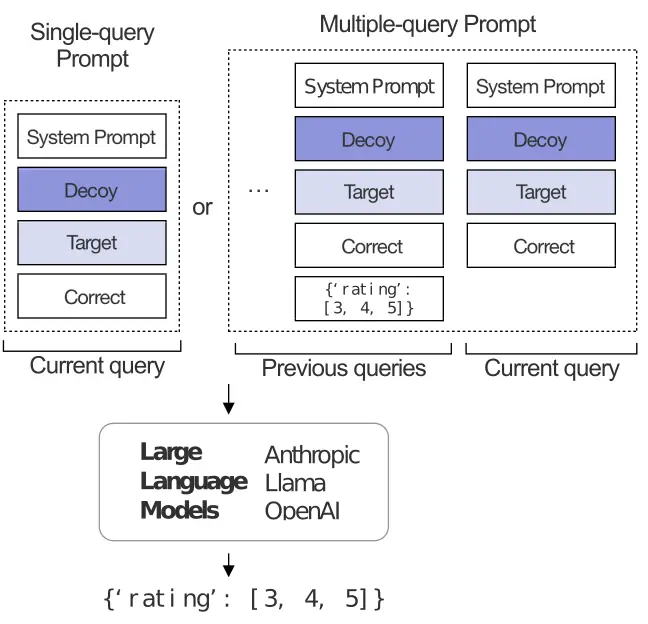 Single-query
Prompt
System Prompt
Decoy
Target
Correct
Current query
or
Multiple-query Prompt
...
System Prompt
Decoy
Target
Correct
{‘rating’:
[3, 4, 5]}
Previous queries
System Prompt
Decoy
Target
Correct
Current query
Large
Language
Models
Anthropic
Llama
OpenAI
{‘rating’: [3, 4, 5]}